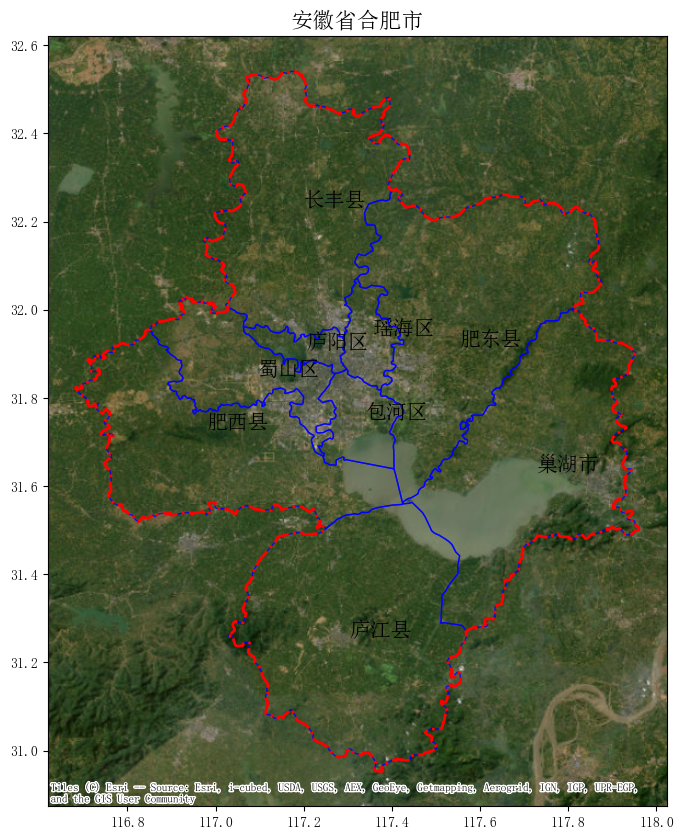 安徽省合肥市
32.6
32.4
32.2
32.0
31.8
31.6
31.4
31.2
31.0
长丰县
瑶海区
庐阳区
肥东县
蜀山区
包河区
肥西县
巢湖市
庐江县
Tiles (C) Esri -- Source: Esri, i-cubed, USDA, USGS, AEX, GeoEye, Getmapping, Aerogrid, IGN, IGP, UPR-EGP,
and the GIS User Community
116.8
117.0
117.2
117.4
117.6
117.8
118.0